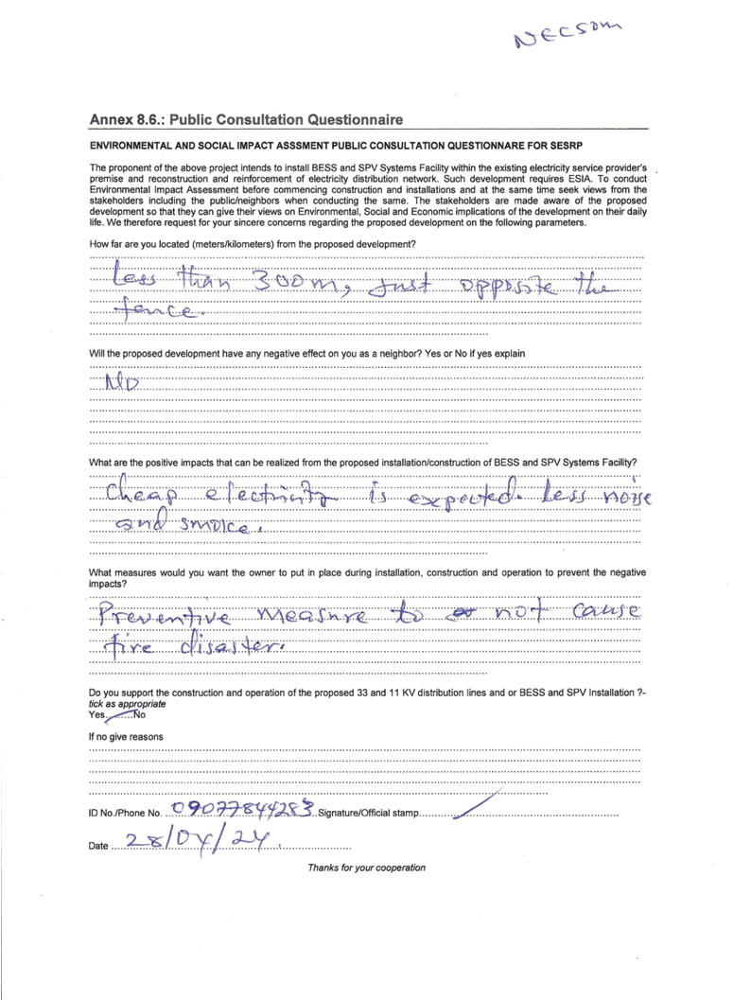 NECSOM
Annex 8.6.: Public Consultation Questionnaire
ENVIRONMENTAL AND SOCIAL IMPACT ASSSMENT PUBLIC CONSULTATION QUESTIONNARE FOR SESRP
The proponent of the above project intends to install BESS and SPV Systems Facility within the existing electricity service provider's
premise and reconstruction and reinforcement of electricity distribution network. Such development requires ESIA. To conduct
Environmental Impact Assessment before commencing construction and installations and at the same time seek views from the
stakeholders including the public/neighbors when conducting the same. The stakeholders are made aware of the proposed
development so that they can give their views on Environmental, Social and Economic implications of the development on their daily
life. We therefore request for your sincere concerns regarding the proposed development on the following parameters.
How far are you located (meters/kilometers) from the proposed development?
Less than 300m, Just opposite the
fence.
Will the proposed development have any negative effect on you as a neighbor? Yes or No if yes explain
No
What are the positive impacts that can be realized from the proposed installation/construction of BESS and SPV Systems Facility?
Cheap electricity is expected. Less noise
and smoke.
What measures would you want the owner to put in place during installation, construction and operation to prevent the negative
impacts?
Preventive measure to not cause
fire disaster.
Do you support the construction and operation of the proposed 33 and 11 KV distribution lines and or BESS and SPV Installation ?-
tick as appropriate
Yes.........No
If no give reasons
ID No./Phone No. 09077844283 Signature/Official stamp
Date 28/04/24
Thanks for your cooperation